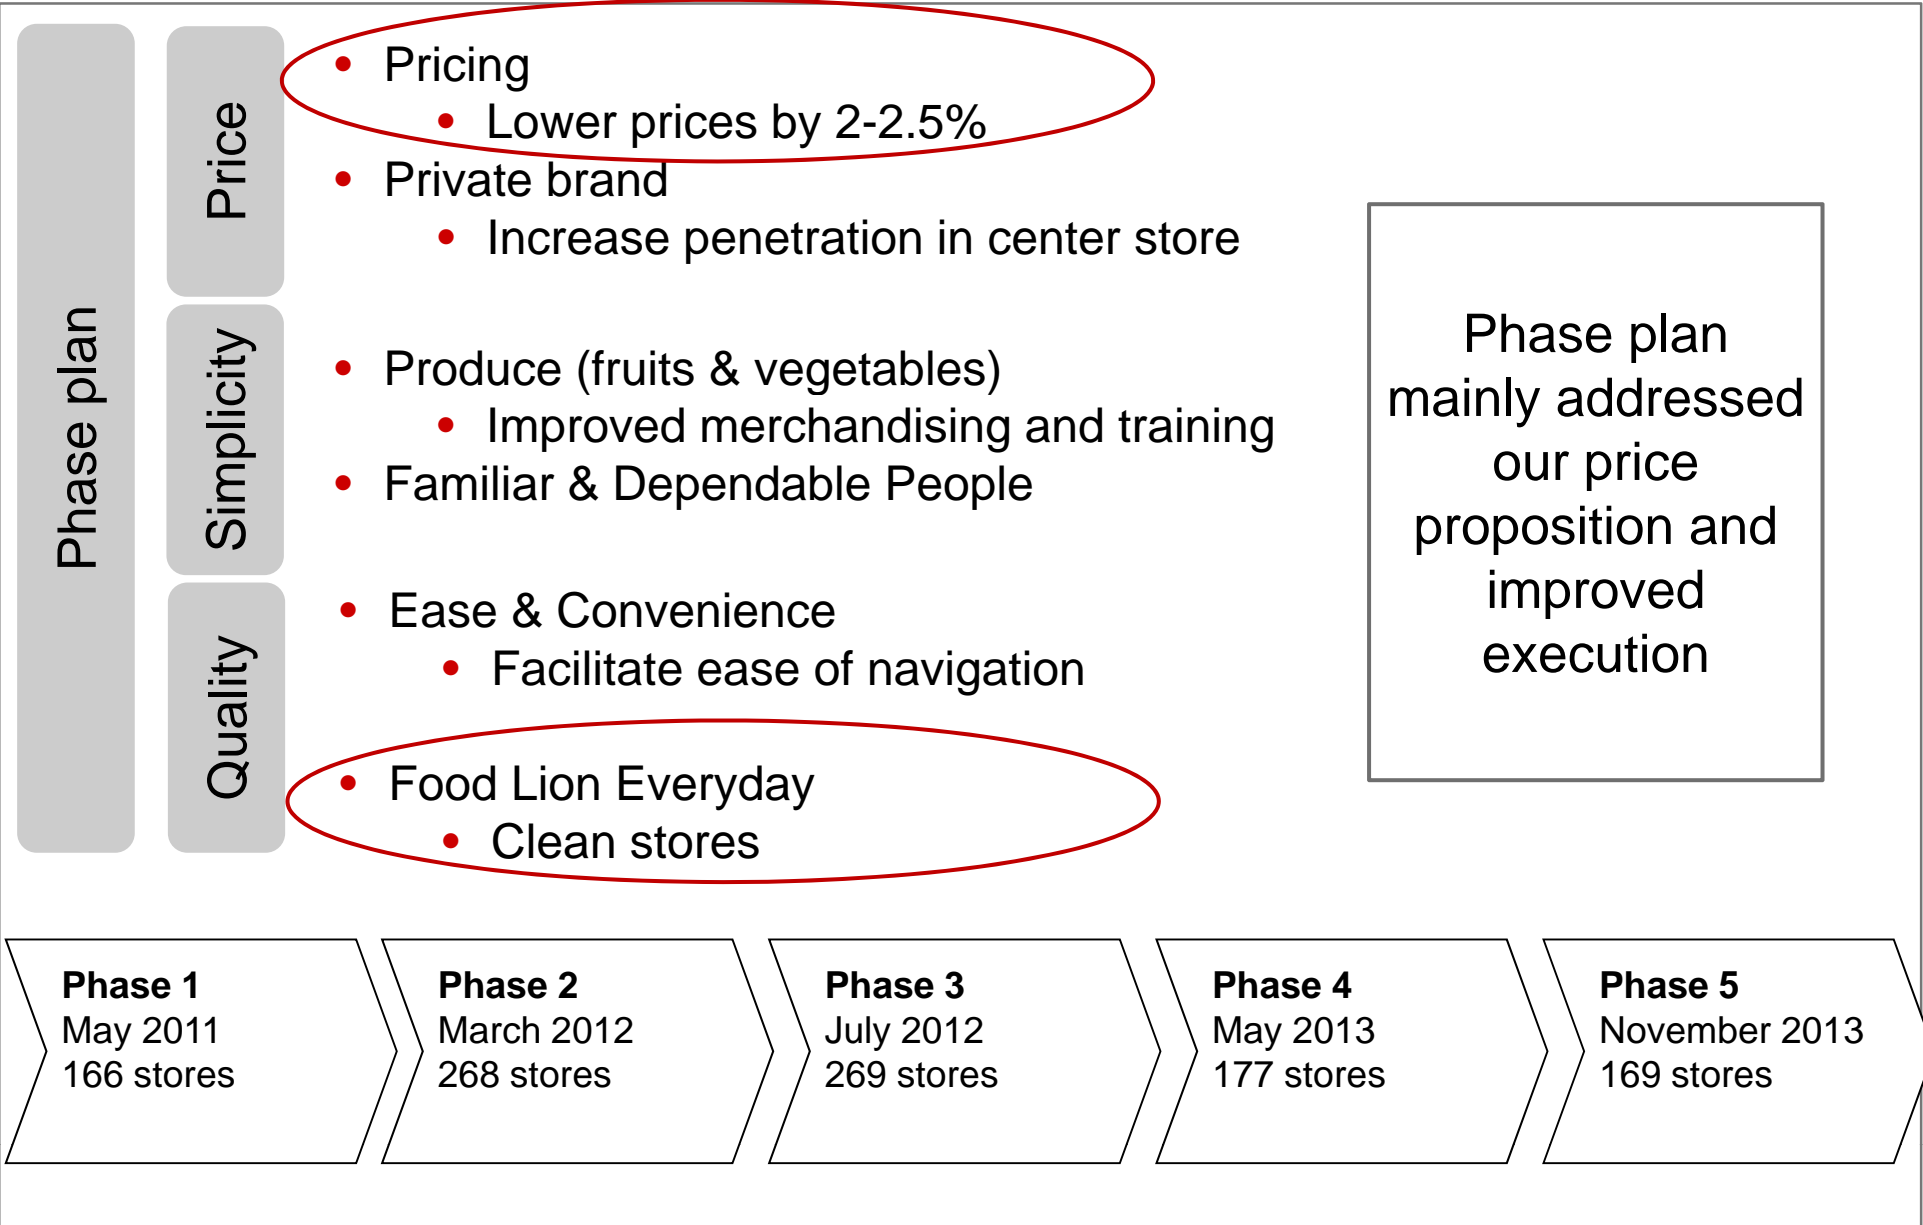 Phase plan
Price
• Pricing
• Lower prices by 2-2.5%
• Private brand
• Increase penetration in center store
Simplicity
• Produce (fruits & vegetables)
• Improved merchandising and training
• Familiar & Dependable People
Quality
• Ease & Convenience
• Facilitate ease of navigation
• Food Lion Everyday
• Clean stores
Phase plan
mainly addressed
our price
proposition and
improved
execution
Phase 1
May 2011
166 stores
Phase 2
March 2012
268 stores
Phase 3
July 2012
269 stores
Phase 4
May 2013
177 stores
Phase 5
November 2013
169 stores